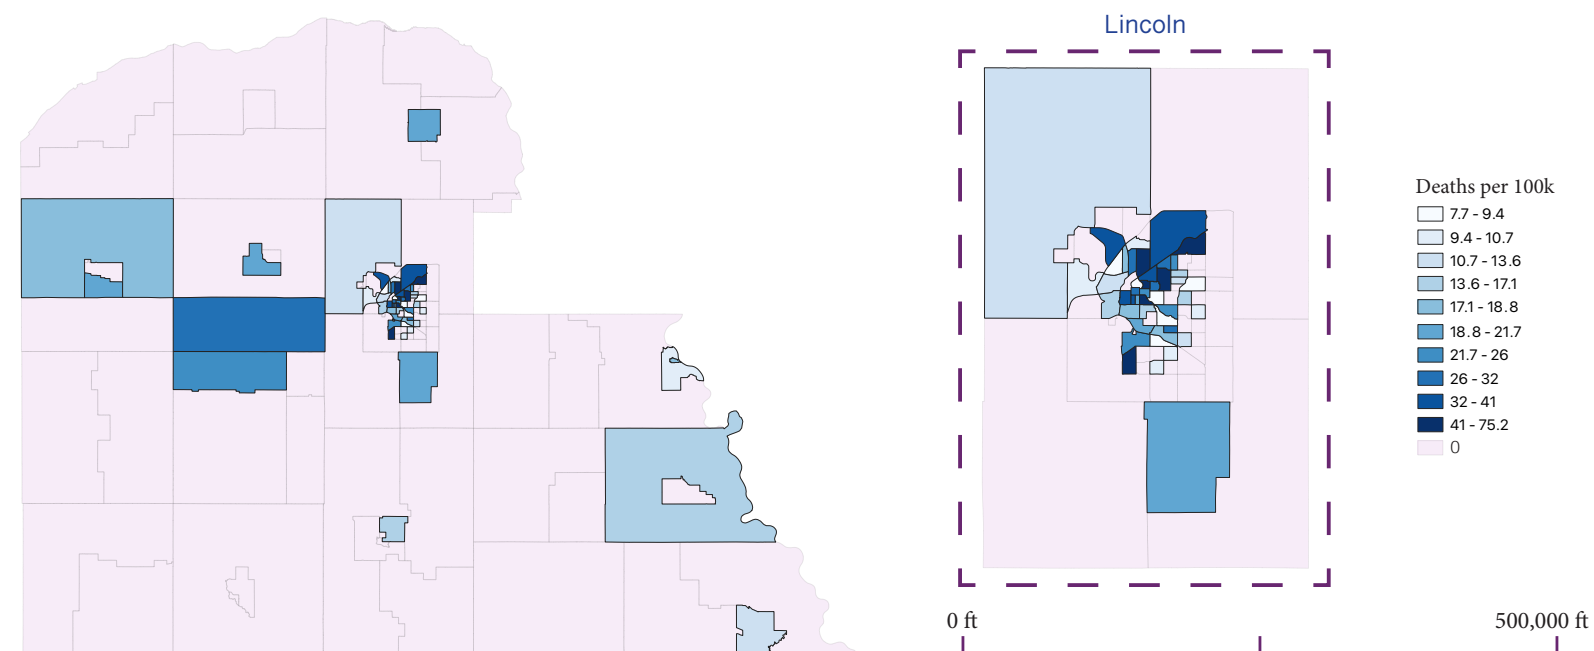 Lincoln
Deaths per 100k
7.7 - 9.4
9.4 - 10.7
10.7 - 13.6
13.6 - 17.1
17.1 - 18.8
18.8 - 21.7
21.7 - 26
26 - 32
32 - 41
41 - 75.2
0
0 ft
500,000 ft